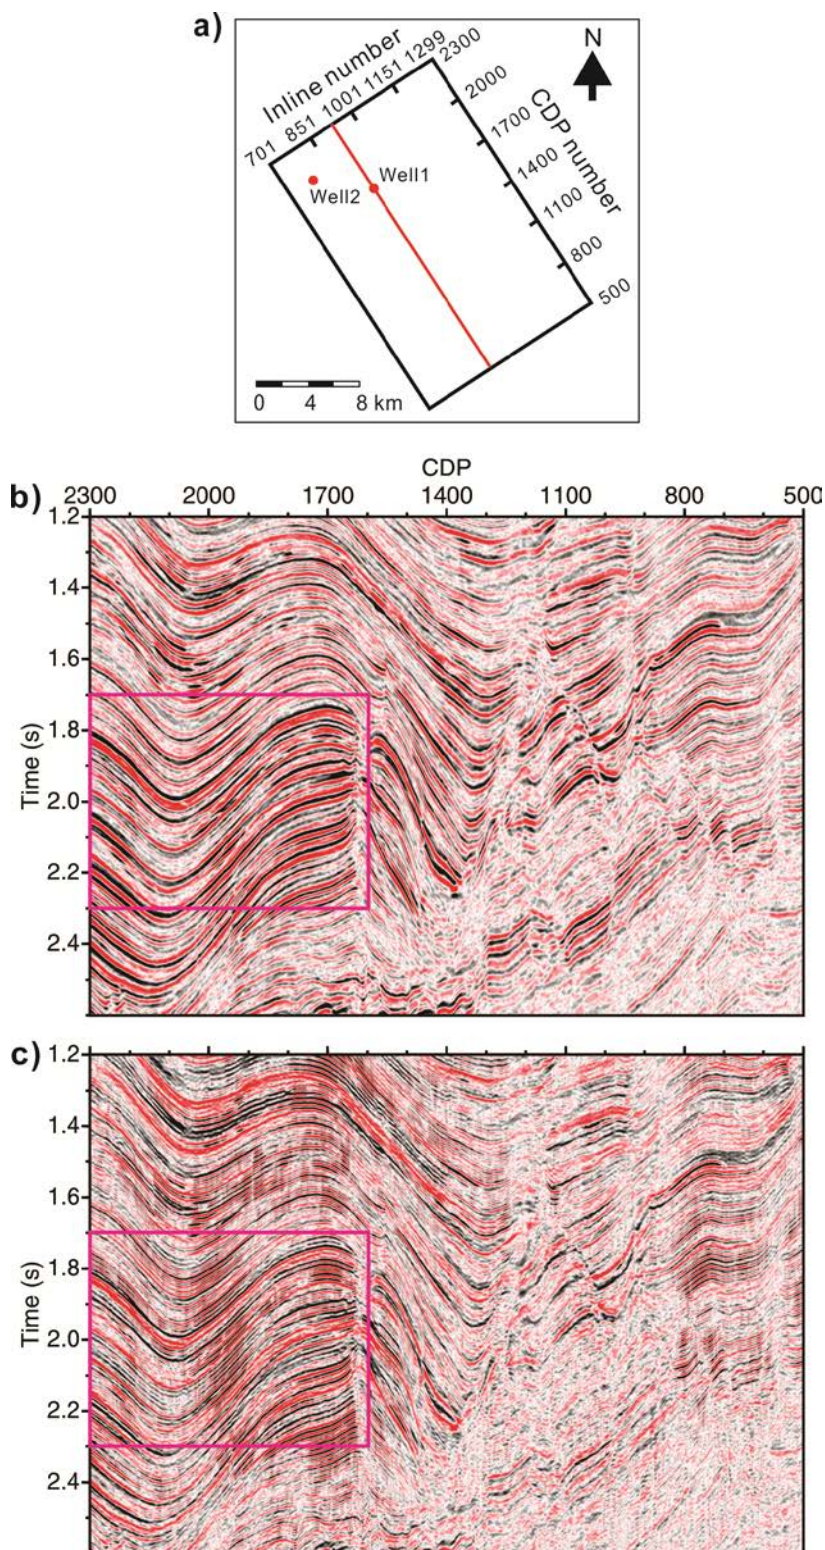 a)
N
Inline number
701 851 1001 1151 1299
2300
2000
1700
1400
1100
800
500
CDP number
Well1
Well2
0 4 8 km
CDP
b)
2300 2000 1700 1400 1100 800 500
1.2
1.4
1.6
1.8
2.0
2.2
2.4
Time (s)
c)
1.2
1.4
1.6
1.8
2.0
2.2
2.4
Time (s)